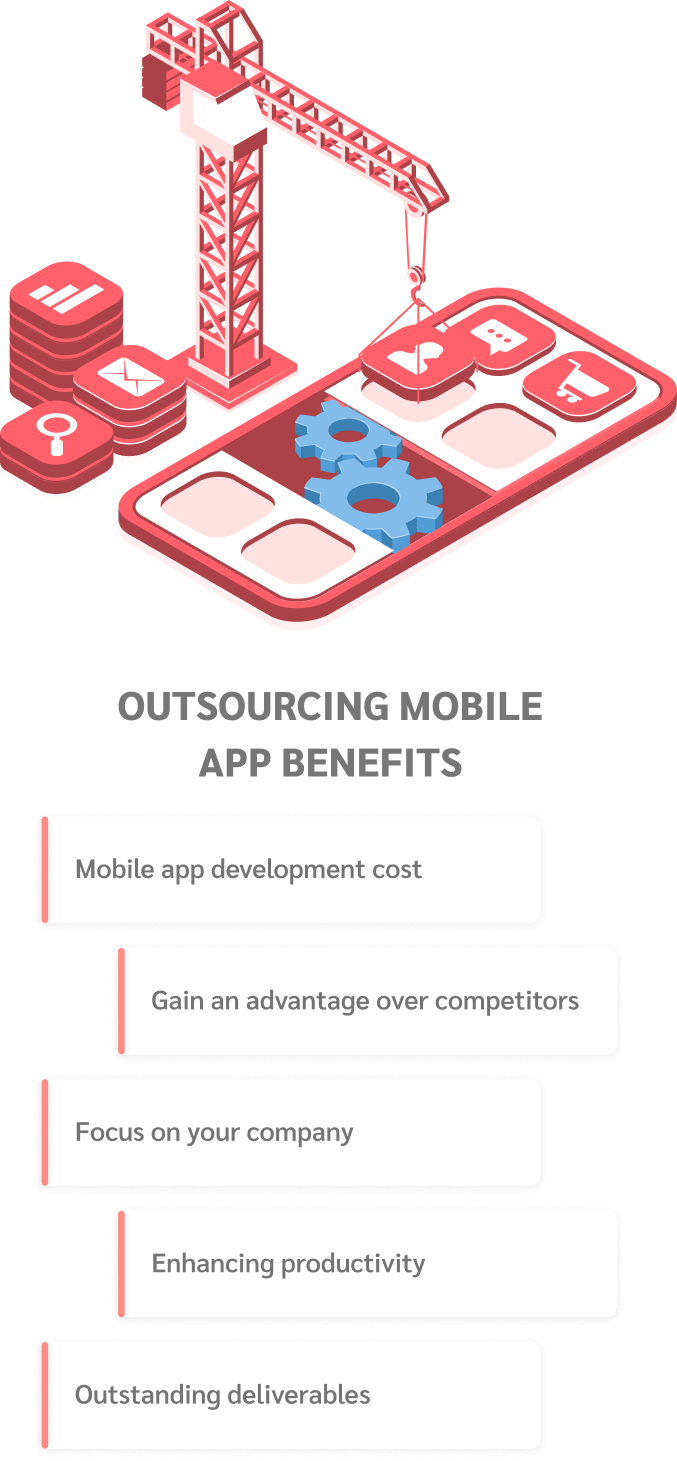 OUTSOURCING MOBILE
APP BENEFITS
Mobile app development cost
Gain an advantage over competitors
Focus on your company
Enhancing productivity
Outstanding deliverables